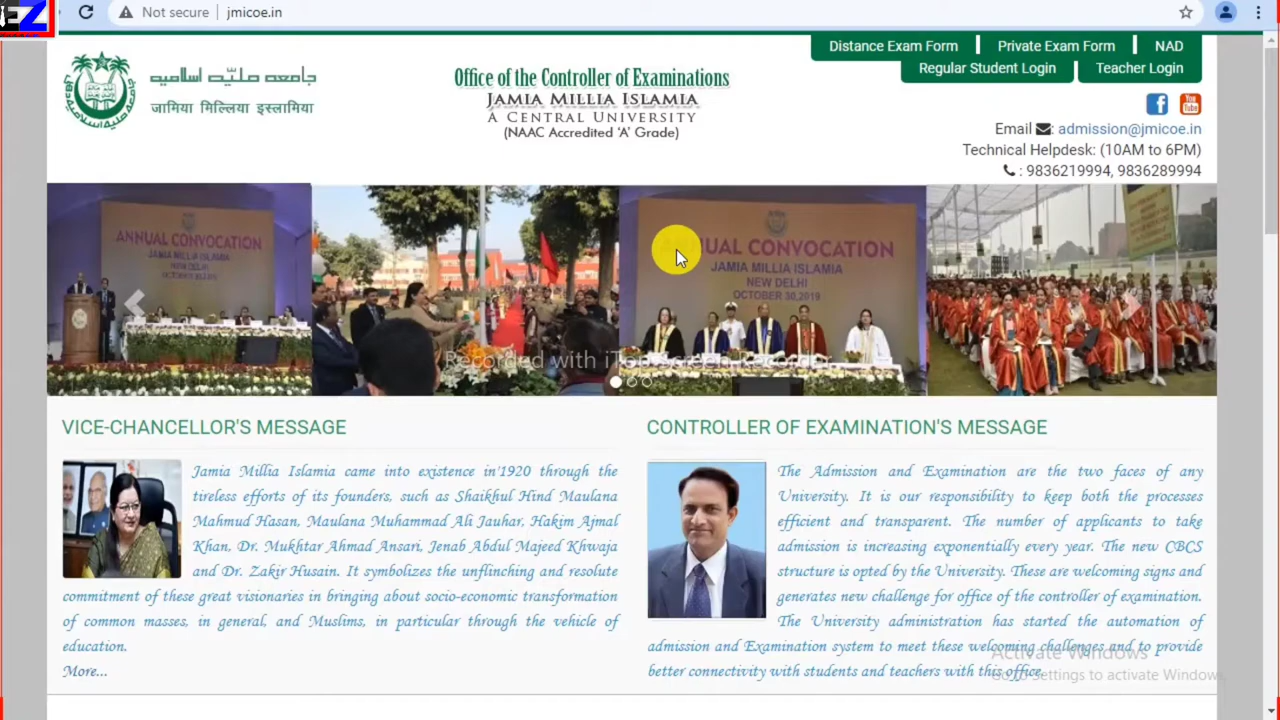 EZ
Not secure
jmicoe.in
Distance Exam Form
Private Exam Form
NAD
Regular Student Login
Teacher Login
جامعہ ملیّہ اسلامیہ
जामिया मिल्लिया इस्लामिया
Office of the Controller of Examinations
JAMIA MILLIA ISLAMIA
A CENTRAL UNIVERSITY
(NAAC Accredited ‘A’ Grade)
Email : admission@jmicoe.in
Technical Helpdesk: (10AM to 6PM)
: 9836219994, 9836289994
ANNUAL CONVOCATION
JAMIA MILLIA ISLAMIA
NEW DELHI
OCTOBER 30, 2019
UAL CONVOCATION
JAMIA MILLIA ISLAMIA
NEW DELHI
OCTOBER 30,2019
Recorded with iTop Screen Recorder
VICE-CHANCELLOR'S MESSAGE
Jamia Millia Islamia came into existence in'1920 through the
tireless efforts of its founders, such as Shaikhul Hind Maulana
Mahmud Hasan, Maulana Muhammad Ali Jauhar, Hakim Ajmal
Khan, Dr. Mukhtar Ahmad Ansari, Jenab Abdul Majeed Khwaja
and Dr. Zakir Husain. It symbolizes the unflinching and resolute
commitment of these great visionaries in bringing about socio-economic transformation
of common masses, in general, and Muslims, in particular through the vehicle of
education.
More...
CONTROLLER OF EXAMINATION'S MESSAGE
The Admission and Examination are the two faces of any
University. It is our responsibility to keep both the processes
efficient and transparent. The number of applicants to take
admission is increasing exponentially every year. The new CBCS
structure is opted by the University. These are welcoming signs and
generates new challenge for office of the controller of examination.
The University administration has started the automation of
admission and Examination system to meet these welcoming challenges and to provide
better connectivity with students and teachers with this office.
Activate Windows
Go to Settings to activate Windows.